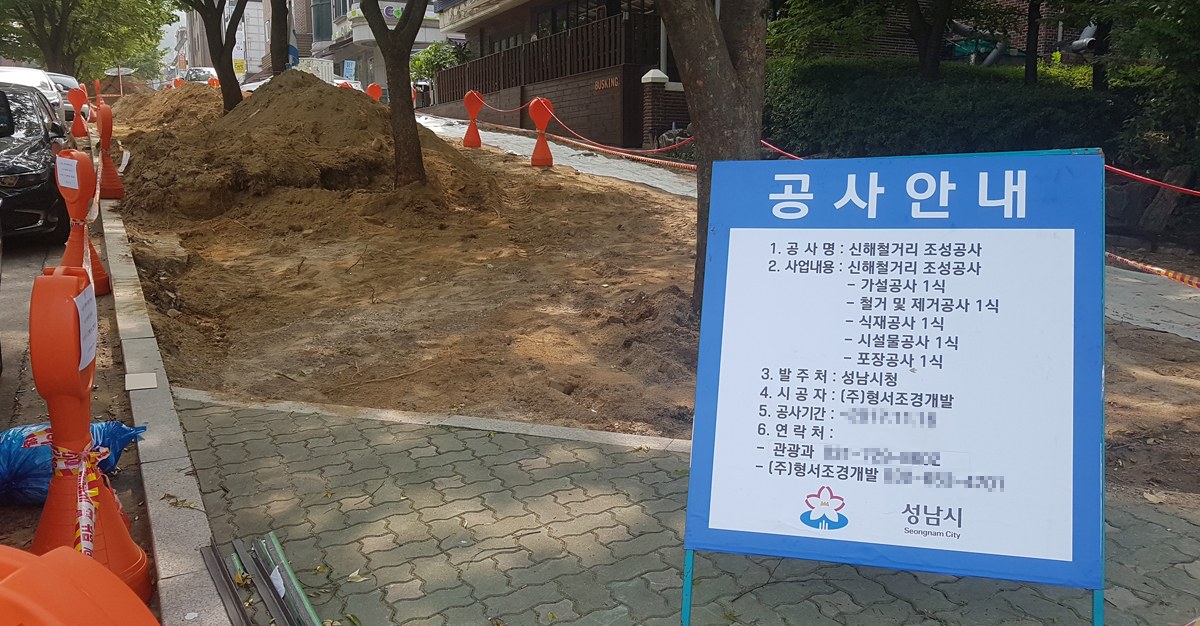 BUSKING
공사안내
1. 공 사 명 : 신해철거리 조성공사
2. 사업내용 : 신해철거리 조성공사
- 가설공사 1식
- 철거 및 제거공사 1식
- 식재공사 1식
- 시설물공사 1식
- 포장공사 1식
3. 발 주 처 : 성남시청
4. 시 공 자 : (주)형서조경개발
5. 공사기간 :
6. 연 락 처 :
- 관광과
- (주)형서조경개발
성남시
Seongnam City